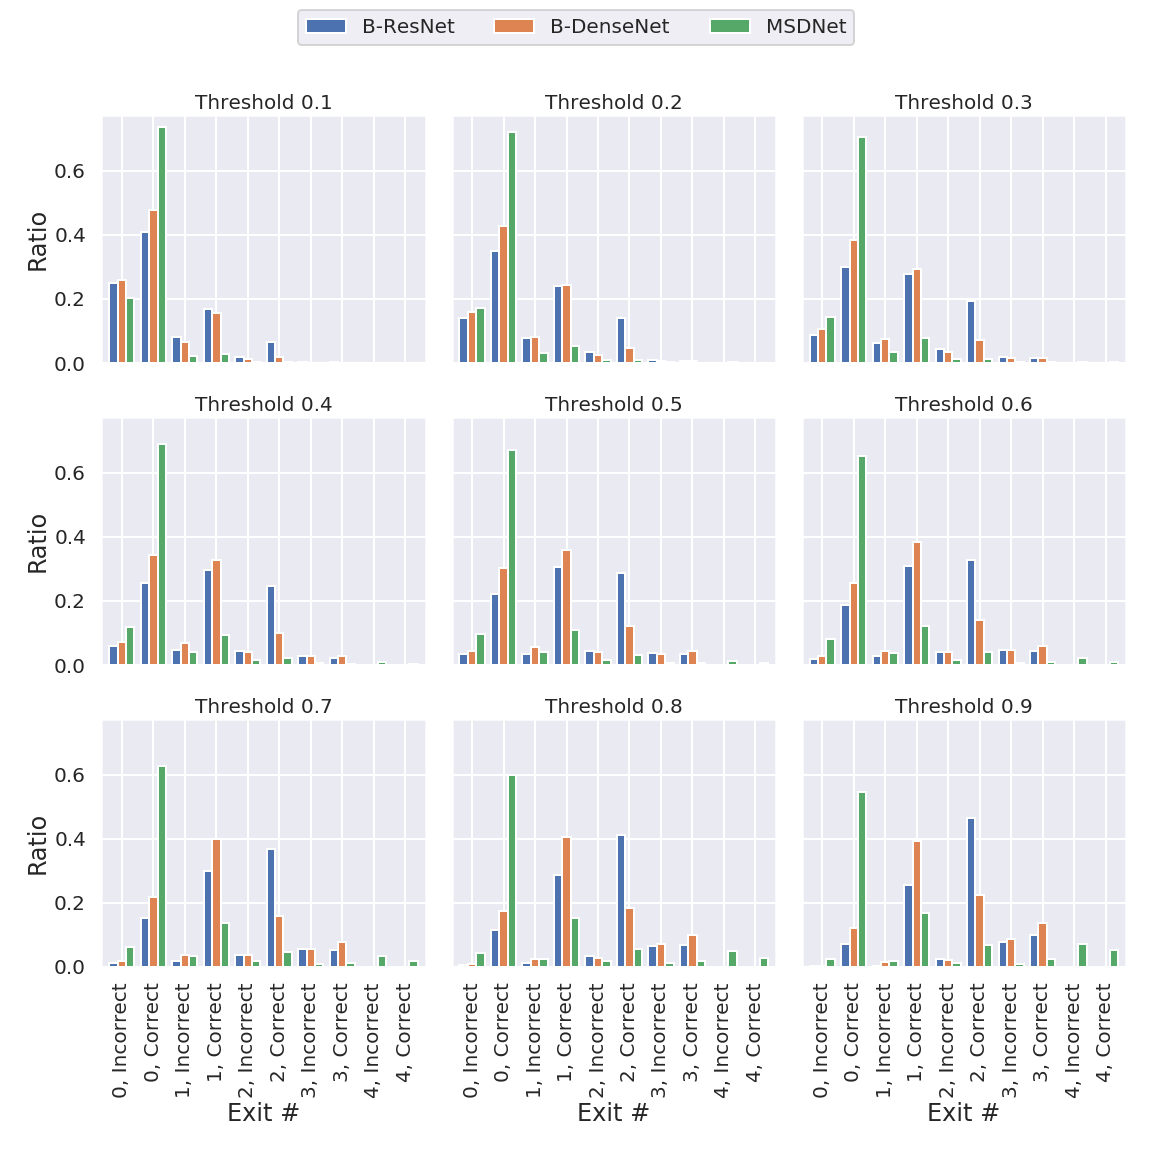 B-ResNet B-DenseNet MSDNet
Threshold 0.1 Threshold 0.2 Threshold 0.3
Ratio
0.6
0.4
0.2
0.0
Threshold 0.4 Threshold 0.5 Threshold 0.6
Ratio
0.6
0.4
0.2
0.0
Threshold 0.7 Threshold 0.8 Threshold 0.9
Ratio
0.6
0.4
0.2
0.0
0, Incorrect
0, Correct
1, Incorrect
1, Correct
2, Incorrect
2, Correct
3, Incorrect
3, Correct
4, Incorrect
4, Correct
0, Incorrect
0, Correct
1, Incorrect
1, Correct
2, Incorrect
2, Correct
3, Incorrect
3, Correct
4, Incorrect
4, Correct
0, Incorrect
0, Correct
1, Incorrect
1, Correct
2, Incorrect
2, Correct
3, Incorrect
3, Correct
4, Incorrect
4, Correct
Exit # Exit # Exit #